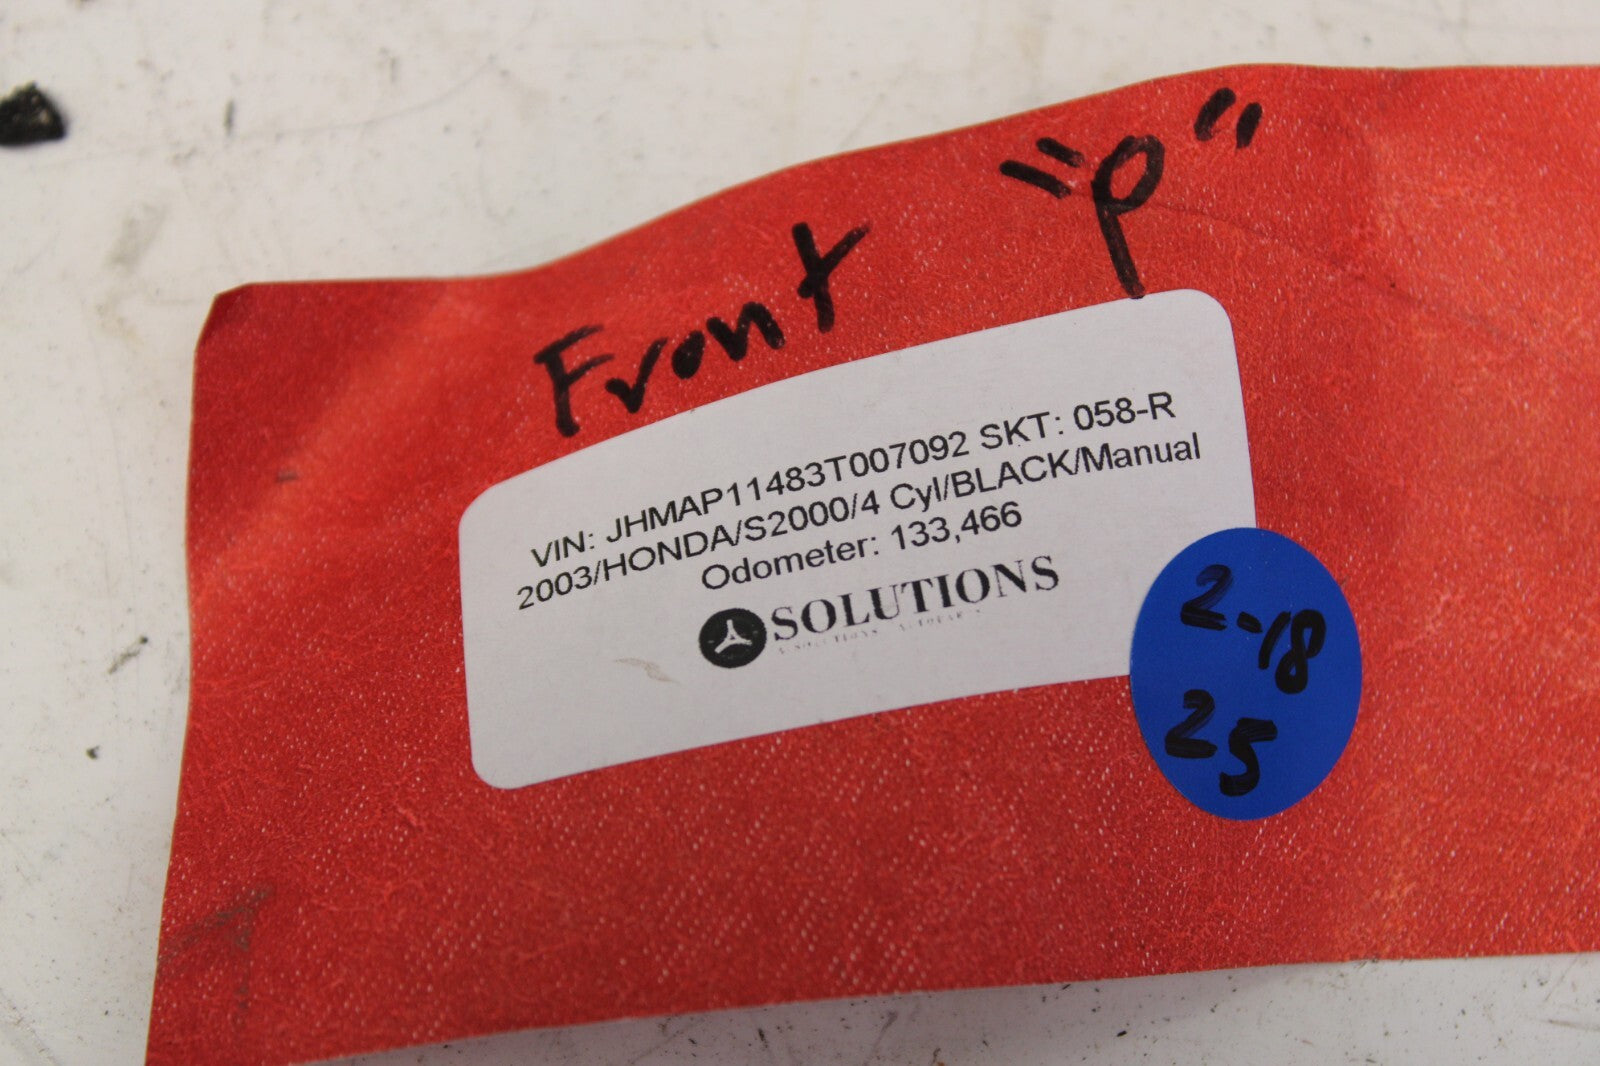 Front "P"
VIN: JHMAP11483T007092 SKT: 058-R
2003/HONDA/S2000/4 Cyl/BLACK/Manual
Odometer: 133,466
SOLUTIONS
2-18
25